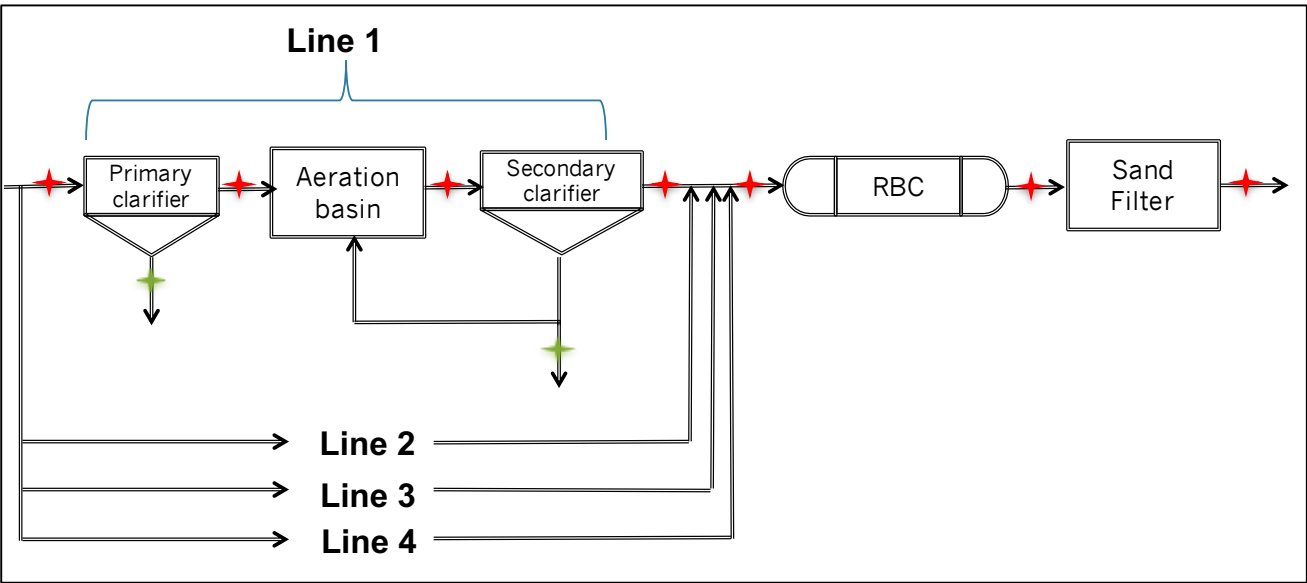 Line 1
Primary
clarifier
Aeration
basin
Secondary
clarifier
RBC
Sand
Filter
Line 2
Line 3
Line 4